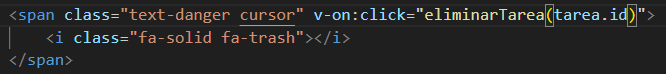 <span class="text-danger cursor" v-on:click="eliminarTarea(tarea.id)">
<i class="fa-solid fa-trash"></i>
</span>